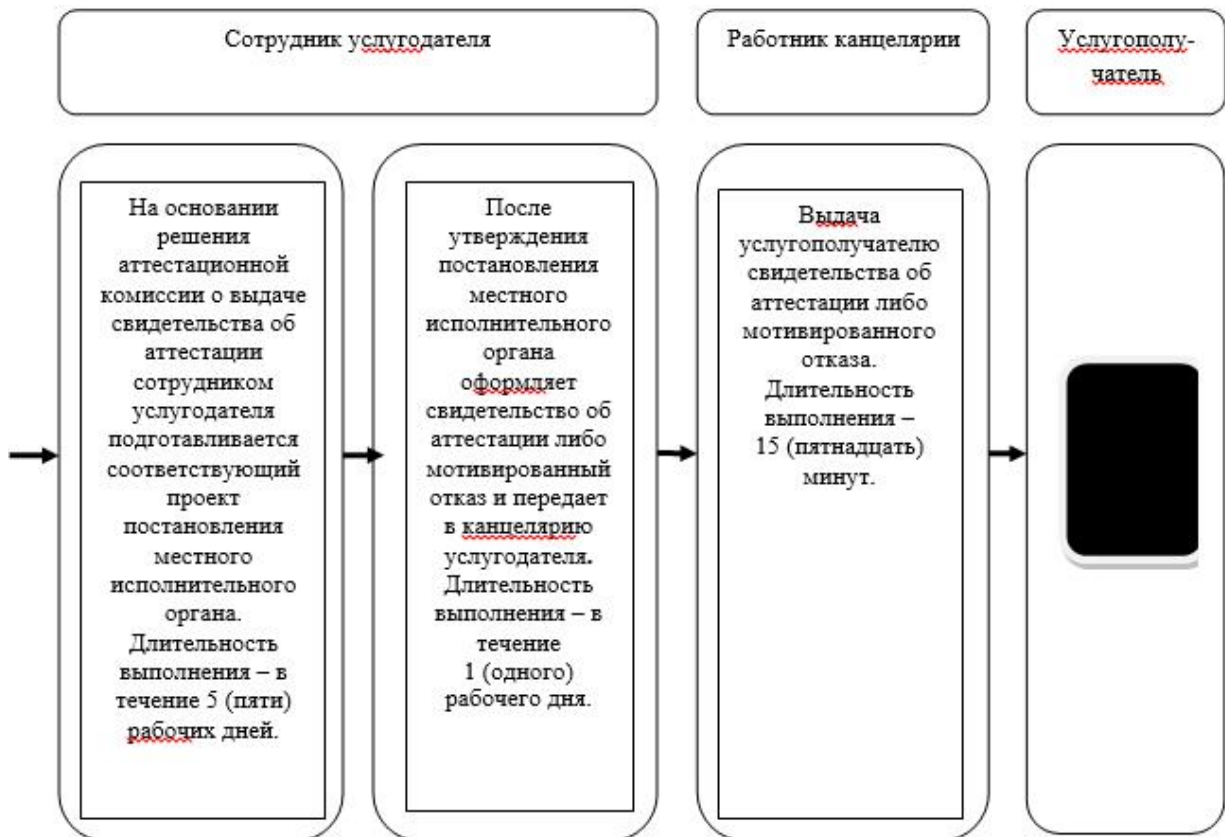 Сотрудник услугодателя
Работник канцелярии
Услугополу-
чатель
На основании
решения
аттестационной
комиссии о выдаче
свидетельства об
аттестации
сотрудником
услугодателя
подготавливается
соответствующий
проект
постановления
местного
исполнительного
органа.
Длительность
выполнения – в
течение 5 (пяти)
рабочих дней.
После
утверждения
постановления
местного
исполнительного
органа
оформляет
свидетельство об
аттестации либо
мотивированный
отказ и передает
в канцелярию
услугодателя.
Длительность
выполнения – в
течение
1 (одного)
рабочего дня.
Выдача
услугополучателю
свидетельства об
аттестации либо
мотивированного
отказа.
Длительность
выполнения –
15 (пятнадцать)
минут.